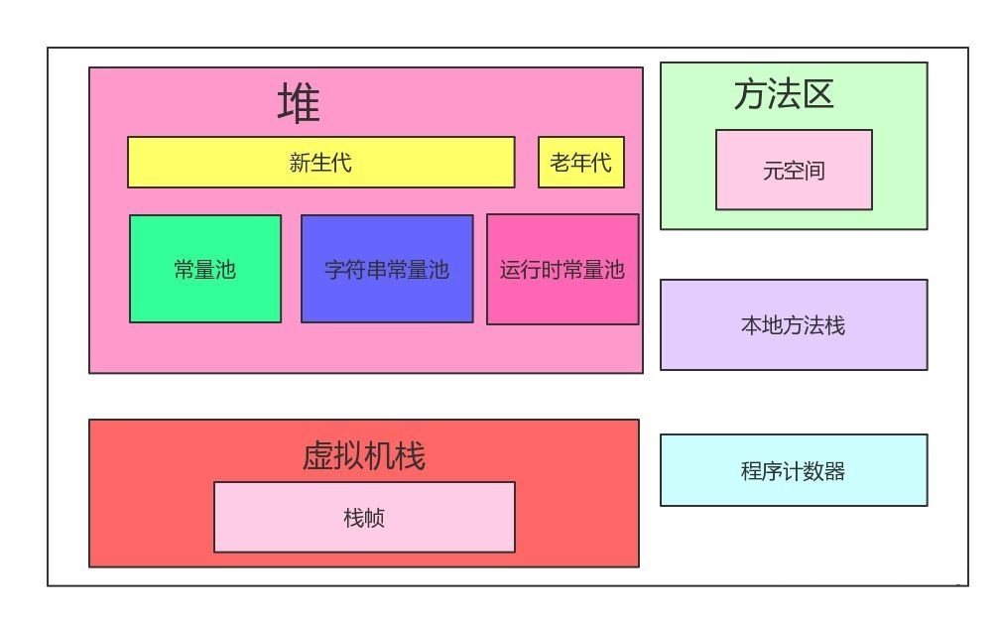 堆
新生代
老年代
常量池
字符串常量池
运行时常量池
方法区
元空间
本地方法栈
虚拟机栈
栈帧
程序计数器